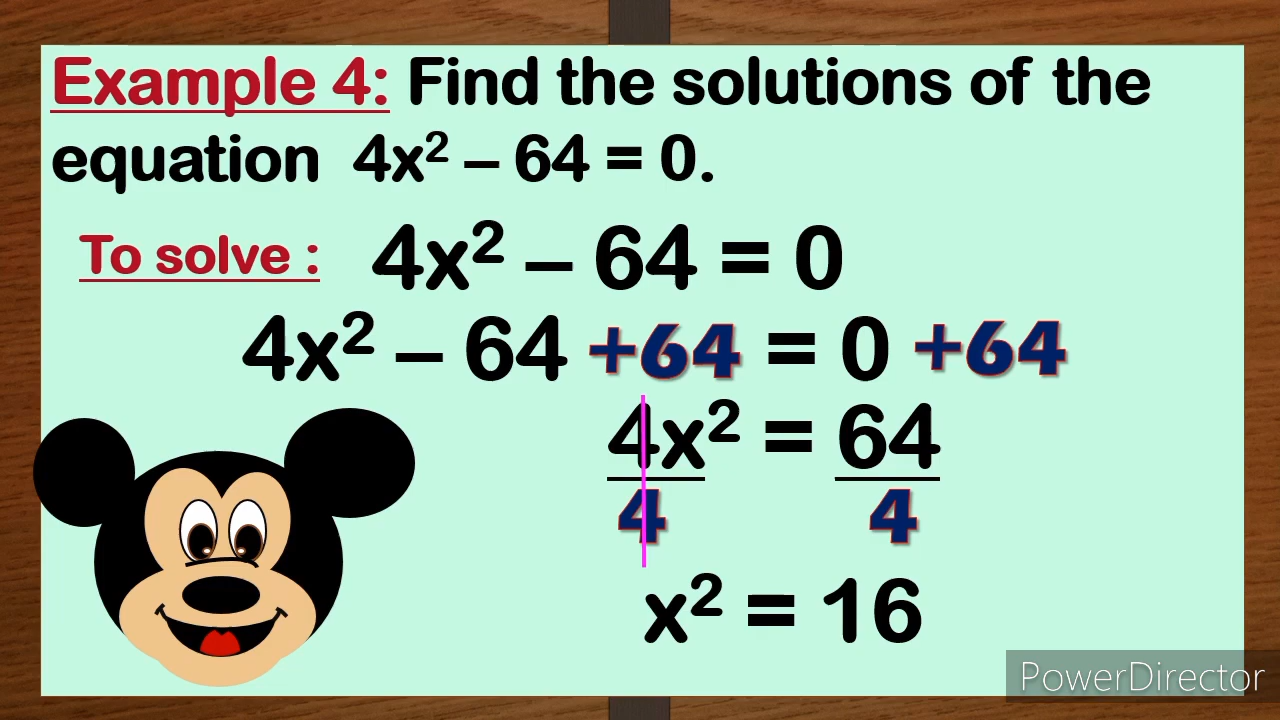 Example 4: Find the solutions of the
equation 4x² – 64 = 0.
To solve : 4x² – 64 = 0
4x² – 64 +64 = 0 +64
4x² = 64
4 4
x² = 16
PowerDirector